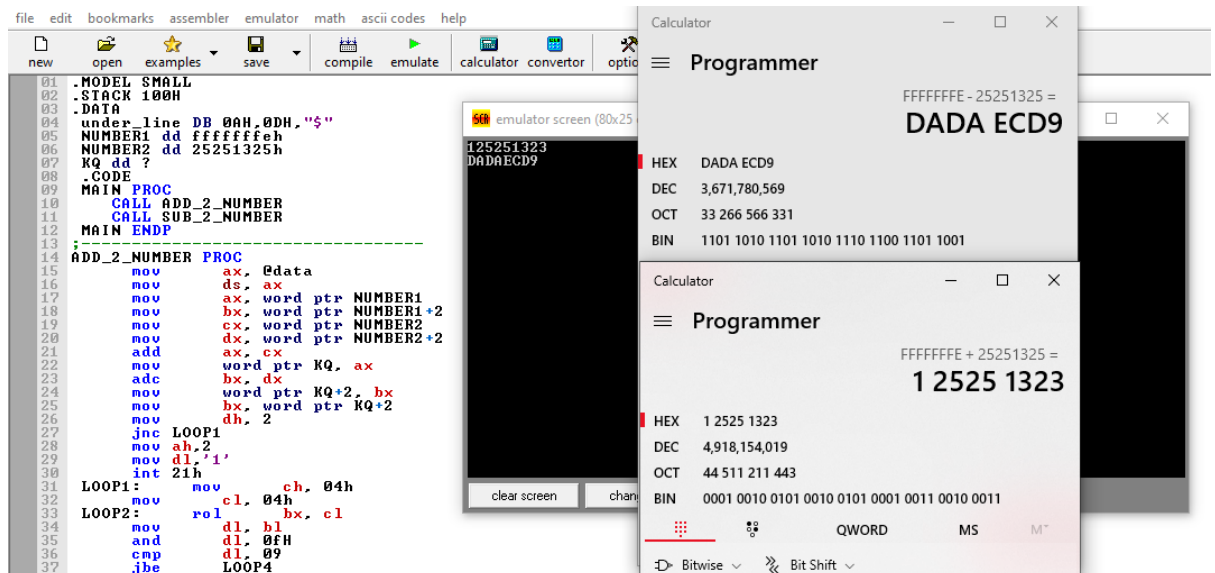 file edit bookmarks assembler emulator math ascii codes help
new open examples save compile emulate calculator convertor
01 .MODEL SMALL
02 .STACK 100H
03 .DATA
04 under_line DB 0AH,0DH,"$"
05 NUMBER1 dd fffffffeh
06 NUMBER2 dd 25251325h
07 KQ dd ?
08 .CODE
09 MAIN PROC
10 CALL ADD_2_NUMBER
11 CALL SUB_2_NUMBER
12 MAIN ENDP
13 ;----------------------------------
14 ADD_2_NUMBER PROC
15 mov ax, @data
16 mov ds, ax
17 mov ax, word ptr NUMBER1
18 mov bx, word ptr NUMBER1+2
19 mov cx, word ptr NUMBER2
20 mov dx, word ptr NUMBER2+2
21 add ax, cx
22 mov word ptr KQ, ax
23 adc bx, dx
24 mov word ptr KQ+2, bx
25 mov bx, word ptr KQ+2
26 mov dh, 2
27 jnc LOOP1
28 mov ah,2
29 mov dl,'1'
30 int 21h
31 LOOP1: mov ch, 04h
32 mov cl, 04h
33 LOOP2: rol bx, cl
34 mov dl, bl
35 and dl, 0fH
36 cmp dl, 09
37 jbe LOOP4
emulator screen (80x25
125251323
DADAECD9
clear screen
Calculator
Programmer
FFFFFFFE - 25251325 =
DADA ECD9
HEX DADA ECD9
DEC 3,671,780,569
OCT 33 266 566 331
BIN 1101 1010 1101 1010 1110 1100 1101 1001
Calculator
Programmer
FFFFFFFE + 25251325 =
1 2525 1323
HEX 1 2525 1323
DEC 4,918,154,019
OCT 44 511 211 443
BIN 0001 0010 0101 0010 0101 0001 0011 0010 0011
QWORD MS M
Bitwise Bit Shift